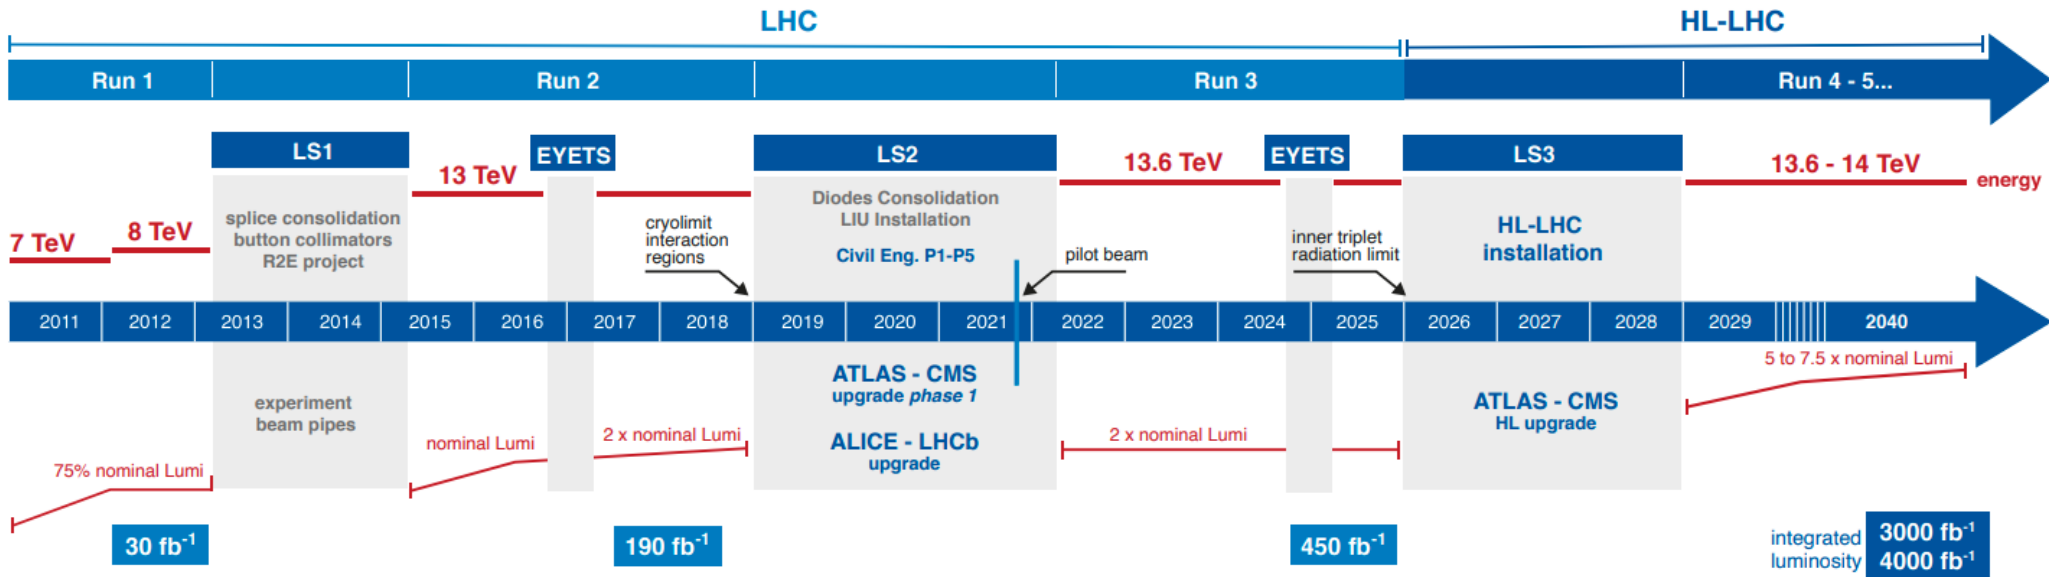 LHC
HL-LHC
Run 1
Run 2
Run 3
Run 4 - 5...
LS1
EYETS
LS2
EYETS
LS3
7 TeV
8 TeV
13 TeV
13.6 TeV
13.6 - 14 TeV
energy
splice consolidation
button collimators
R2E project
cryolimit
interaction
regions
Diodes Consolidation
LIU Installation
Civil Eng. P1-P5
pilot beam
inner triplet
radiation limit
HL-LHC
installation
2011 2012 2013 2014 2015 2016 2017 2018 2019 2020 2021 2022 2023 2024 2025 2026 2027 2028 2029 2040
experiment
beam pipes
ATLAS - CMS
upgrade phase 1
ALICE - LHCb
upgrade
ATLAS - CMS
HL upgrade
75% nominal Lumi
nominal Lumi
2 x nominal Lumi
2 x nominal Lumi
5 to 7.5 x nominal Lumi
30 fb⁻¹
190 fb⁻¹
450 fb⁻¹
integrated
luminosity
3000 fb⁻¹
4000 fb⁻¹